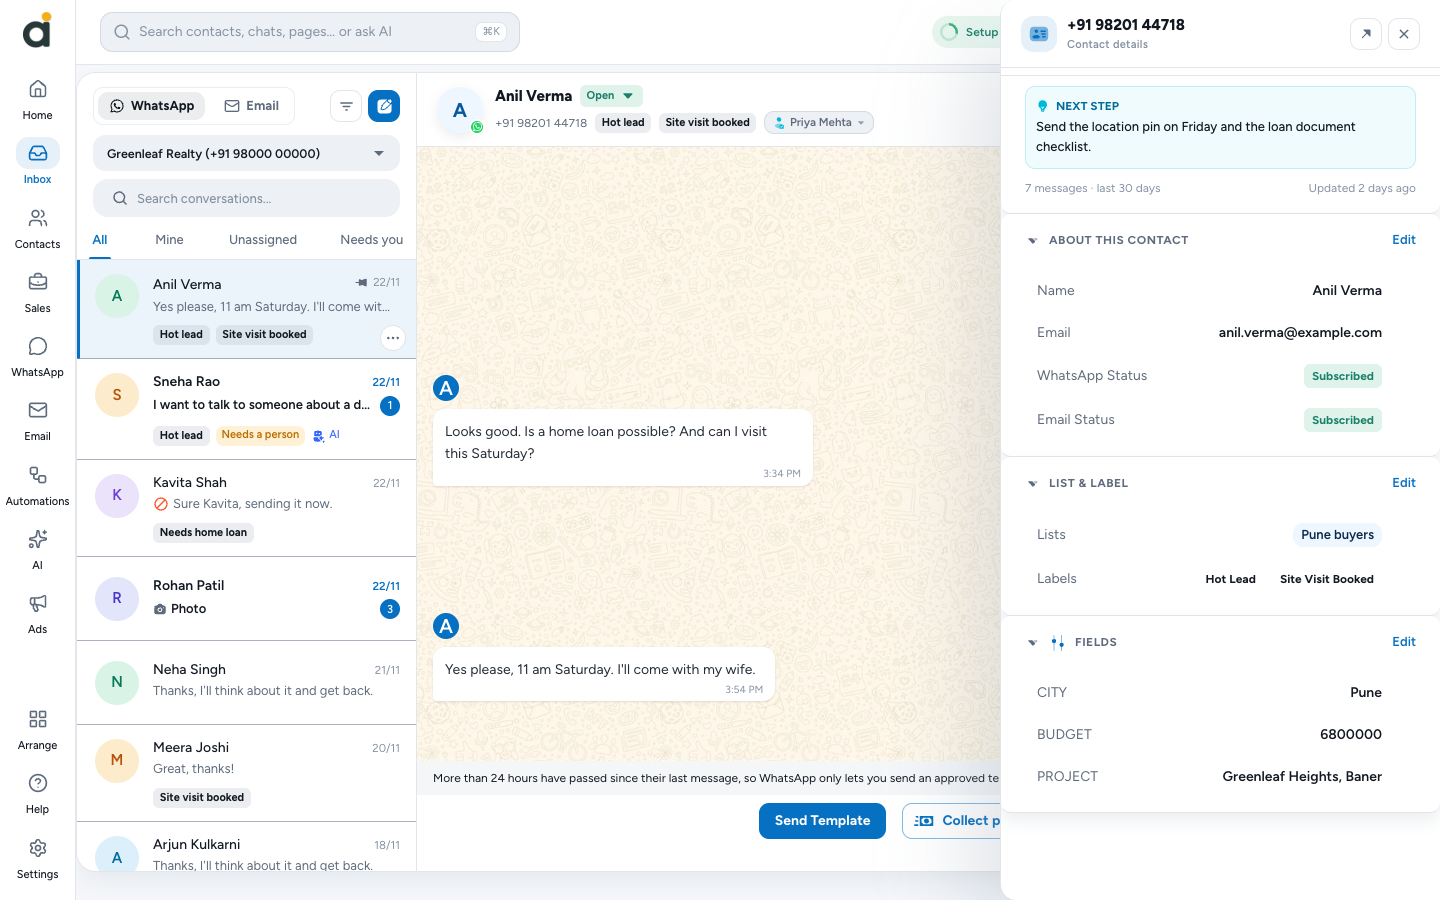 Search contacts, chats, pages... or ask AI
⌘K
Setup
Home
Inbox
Contacts
Sales
WhatsApp
Email
Automations
AI
Ads
Arrange
Help
Settings
WhatsApp
Email
Greenleaf Realty (+91 98000 00000)
Search conversations...
All
Mine
Unassigned
Needs you
A
Anil Verma
22/11
Yes please, 11 am Saturday. I'll come wit...
Hot lead
Site visit booked
S
Sneha Rao
22/11
I want to talk to someone about a d...
1
Hot lead
Needs a person
AI
K
Kavita Shah
22/11
Sure Kavita, sending it now.
Needs home loan
R
Rohan Patil
22/11
Photo
3
N
Neha Singh
21/11
Thanks, I'll think about it and get back.
M
Meera Joshi
20/11
Great, thanks!
Site visit booked
A
Arjun Kulkarni
18/11
Thanks, I'll think about it and get back.
A
Anil Verma
Open
+91 98201 44718
Hot lead
Site visit booked
Priya Mehta
A
Looks good. Is a home loan possible? And can I visit
this Saturday?
3:34 PM
A
Yes please, 11 am Saturday. I'll come with my wife.
3:54 PM
More than 24 hours have passed since their last message, so WhatsApp only lets you send an approved te
Send Template
Collect p
+91 98201 44718
Contact details
NEXT STEP
Send the location pin on Friday and the loan document
checklist.
7 messages · last 30 days
Updated 2 days ago
ABOUT THIS CONTACT
Edit
Name
Anil Verma
Email
anil.verma@example.com
WhatsApp Status
Subscribed
Email Status
Subscribed
LIST & LABEL
Edit
Lists
Pune buyers
Labels
Hot Lead
Site Visit Booked
FIELDS
Edit
CITY
Pune
BUDGET
6800000
PROJECT
Greenleaf Heights, Baner